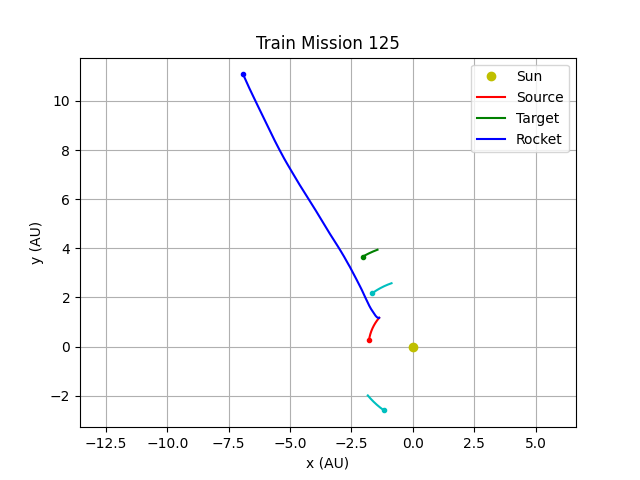 Train Mission 125
Sun
Source
Target
Rocket
y (AU)
10
8
6
4
2
0
−2
−12.5 −10.0 −7.5 −5.0 −2.5 0.0 2.5 5.0
x (AU)